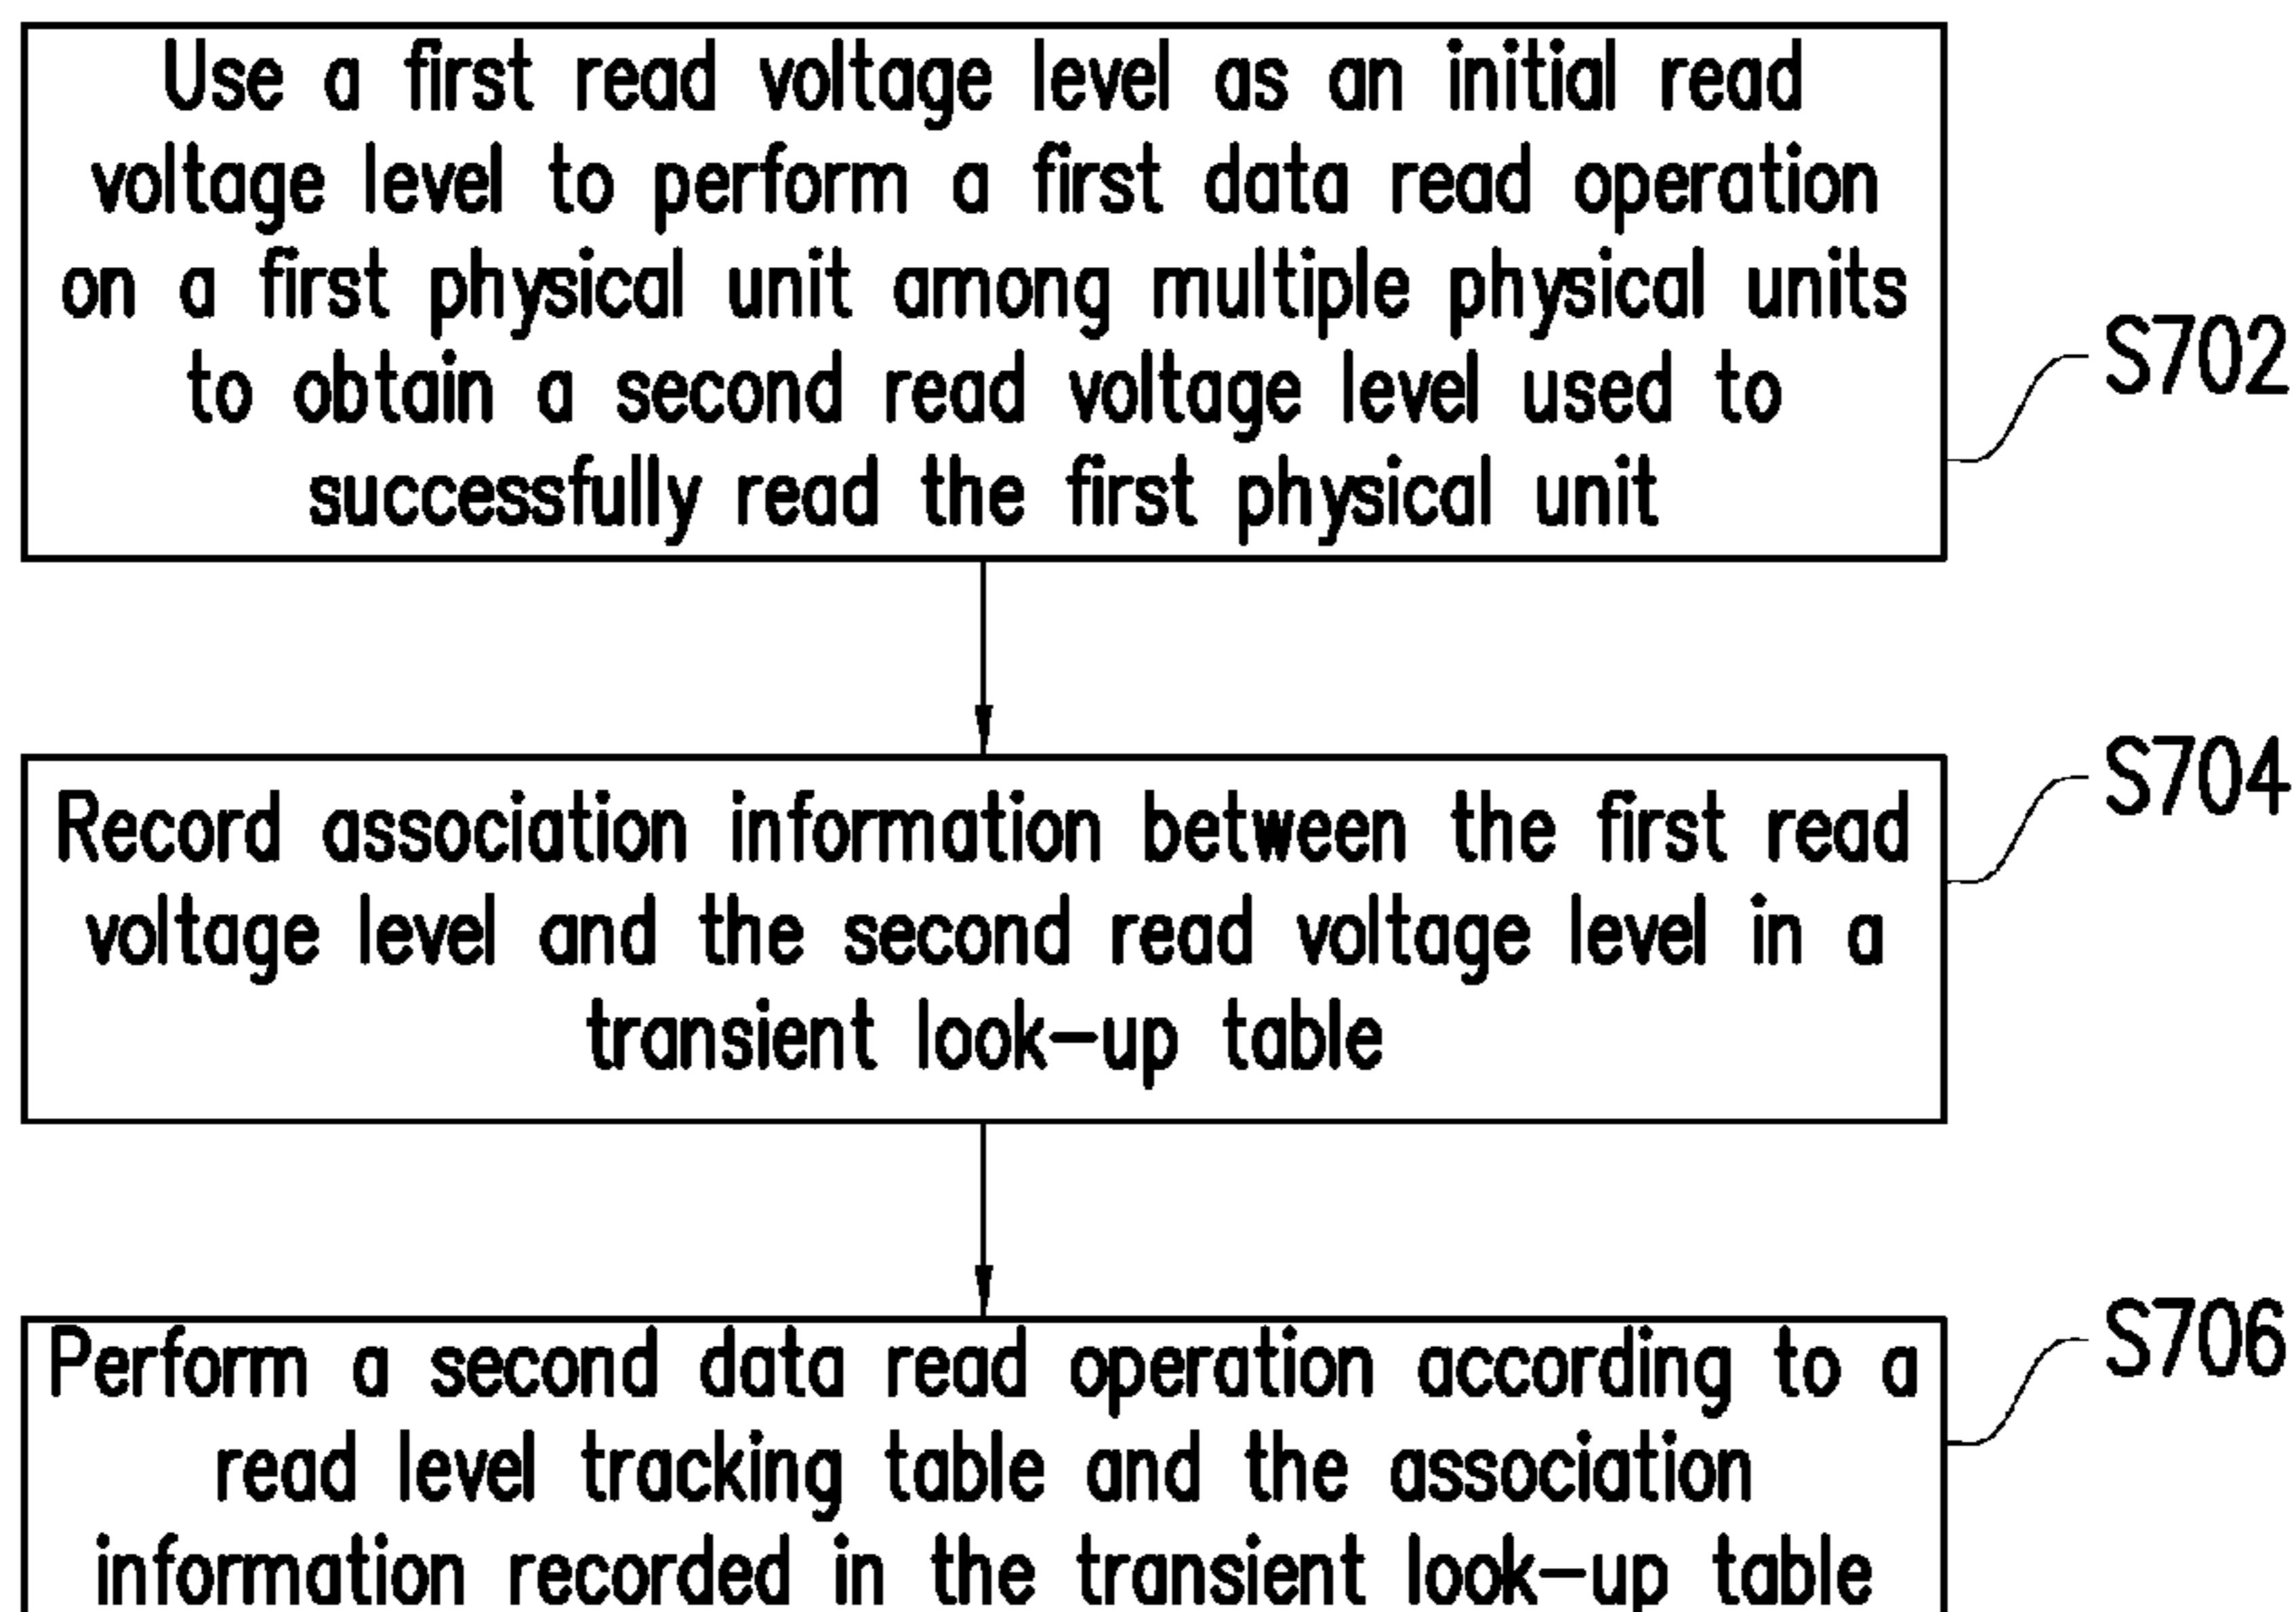 Use a first read voltage level as an initial read
voltage level to perform a first data read operation
on a first physical unit among multiple physical units
to obtain a second read voltage level used to
successfully read the first physical unit
S702
Record association information between the first read
voltage level and the second read voltage level in a
transient look-up table
S704
Perform a second data read operation according to a
read level tracking table and the association
information recorded in the transient look-up table
S706